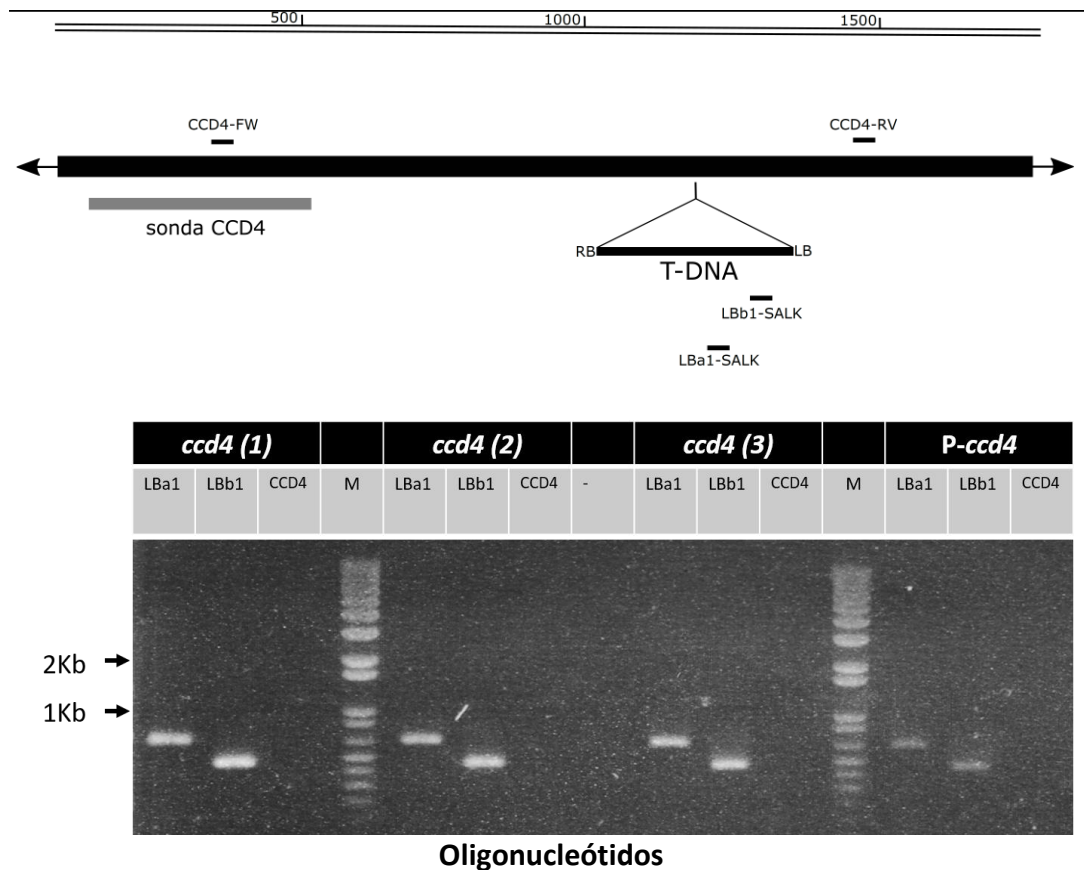 500 1000 1500
CCD4-FW CCD4-RV
sonda CCD4
RB LB
T-DNA
LBb1-SALK
LBa1-SALK
ccd4 (1) ccd4 (2) ccd4 (3) P-ccd4
LBa1 LBb1 CCD4 M LBa1 LBb1 CCD4 - LBa1 LBb1 CCD4 M LBa1 LBb1 CCD4
2Kb
1Kb
Oligonucleótidos